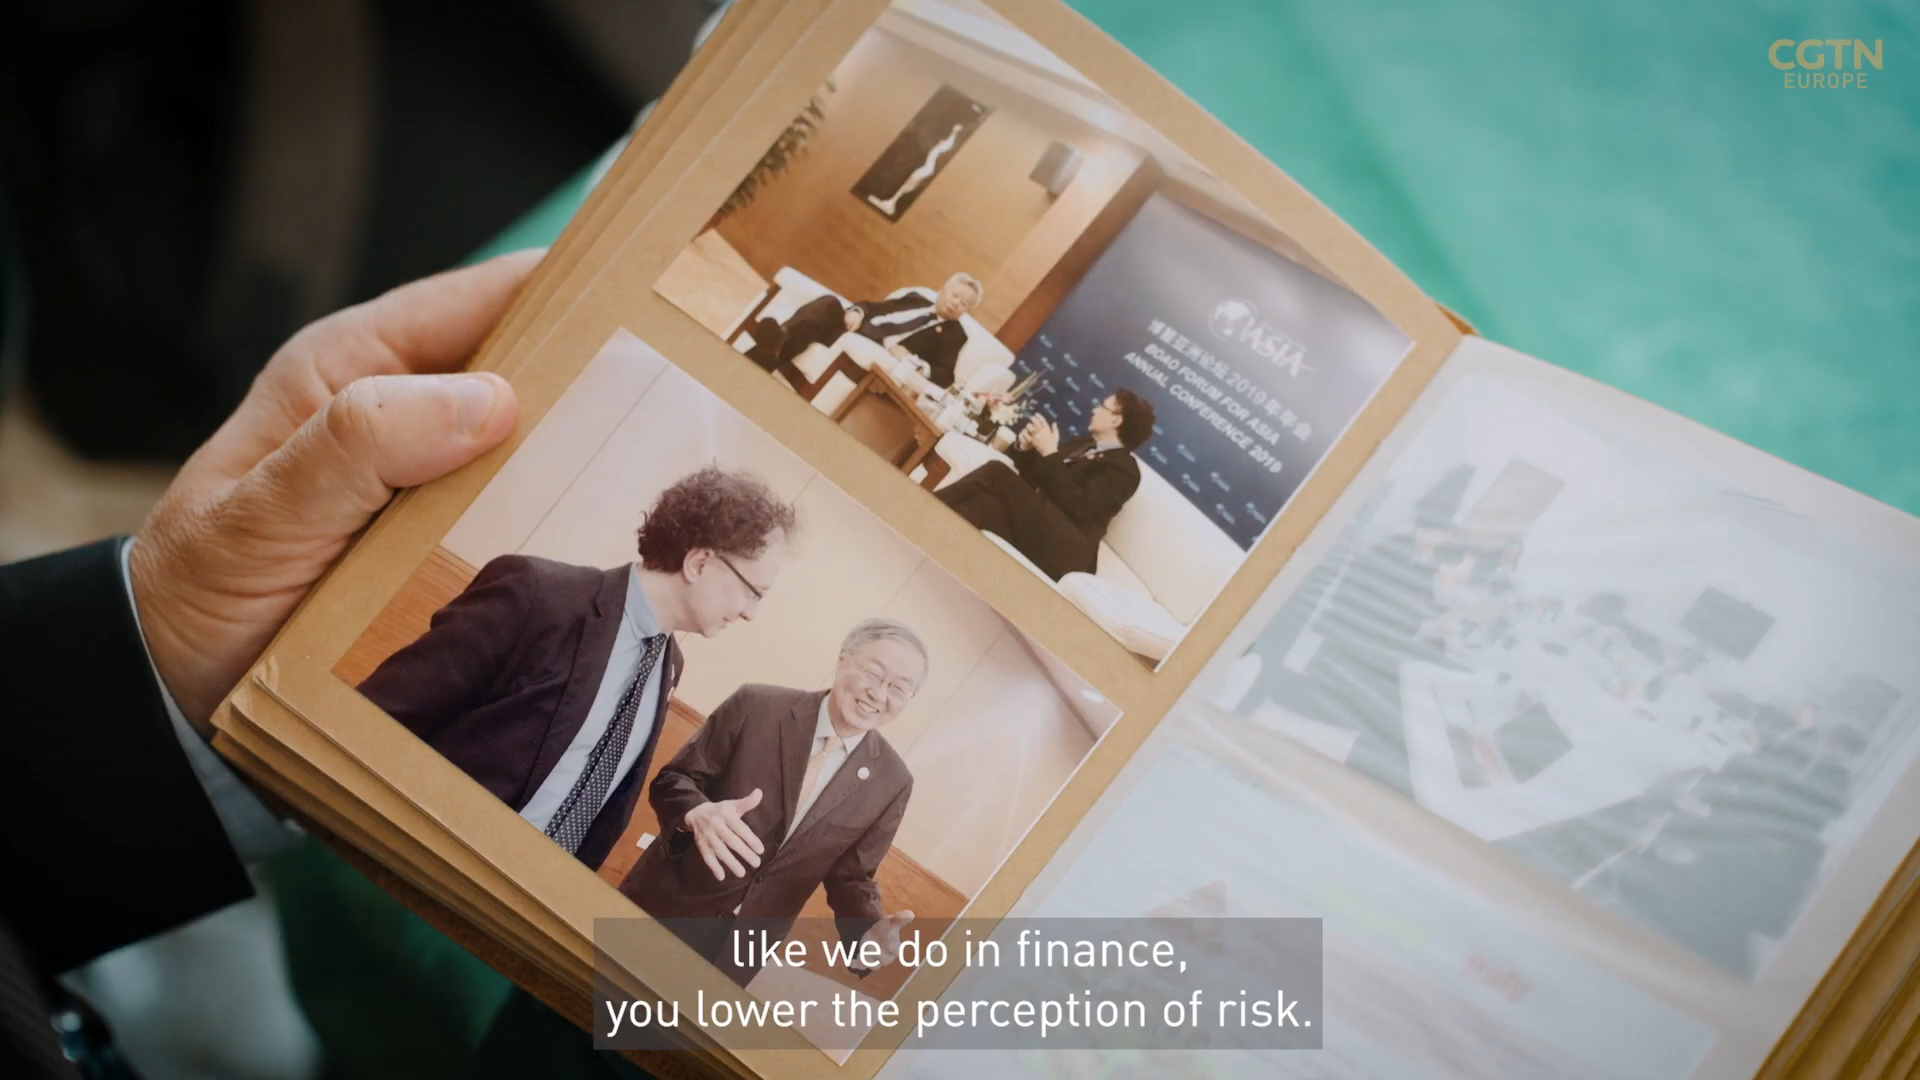 CGTN
EUROPE
ASIA
博鳌亚洲论坛2019年年会
BOAO FORUM FOR ASIA
ANNUAL CONFERENCE 2019
like we do in finance,
you lower the perception of risk.